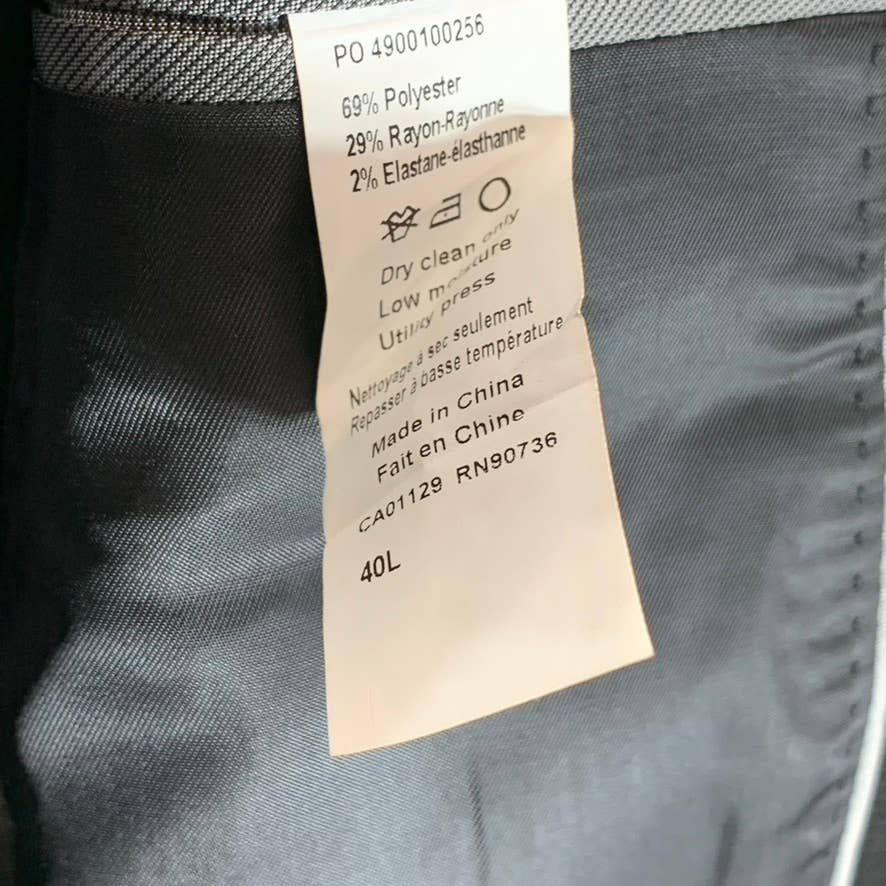 PO 4900100256
69% Polyester
29% Rayon-Rayonne
2% Elastane-élasthanne
Dry clean only
Low moisture
Utility press
Nettoyage à sec seulement
Repasser à basse température
Made in China
Fait en Chine
CA01129 RN90736
40L